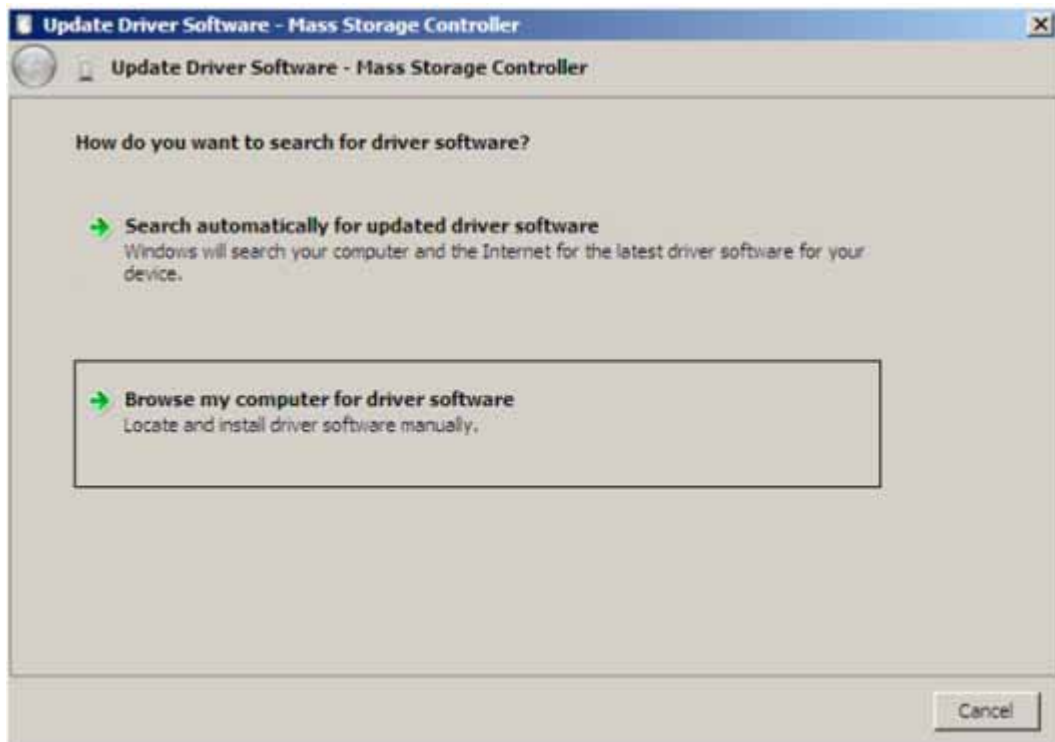 Update Driver Software - Mass Storage Controller
Update Driver Software - Mass Storage Controller
How do you want to search for driver software?
Search automatically for updated driver software
Windows will search your computer and the Internet for the latest driver software for your
device.
Browse my computer for driver software
Locate and install driver software manually.
Cancel